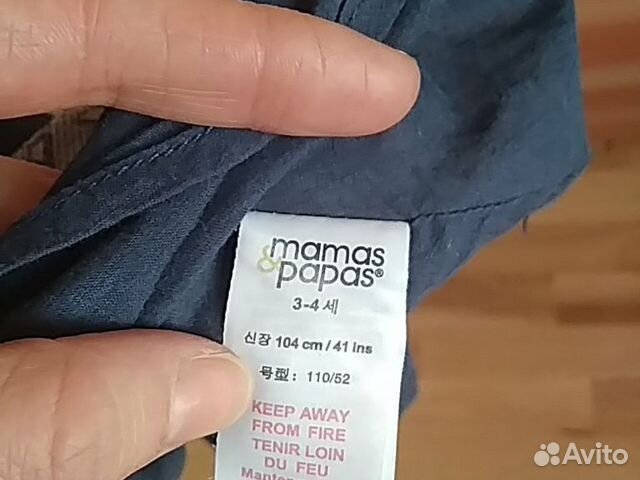 mamas
&papas®
3-4 세
신장 104 cm / 41 ins
号型: 110/52
KEEP AWAY
FROM FIRE
TENIR LOIN
DU FEU
Avito